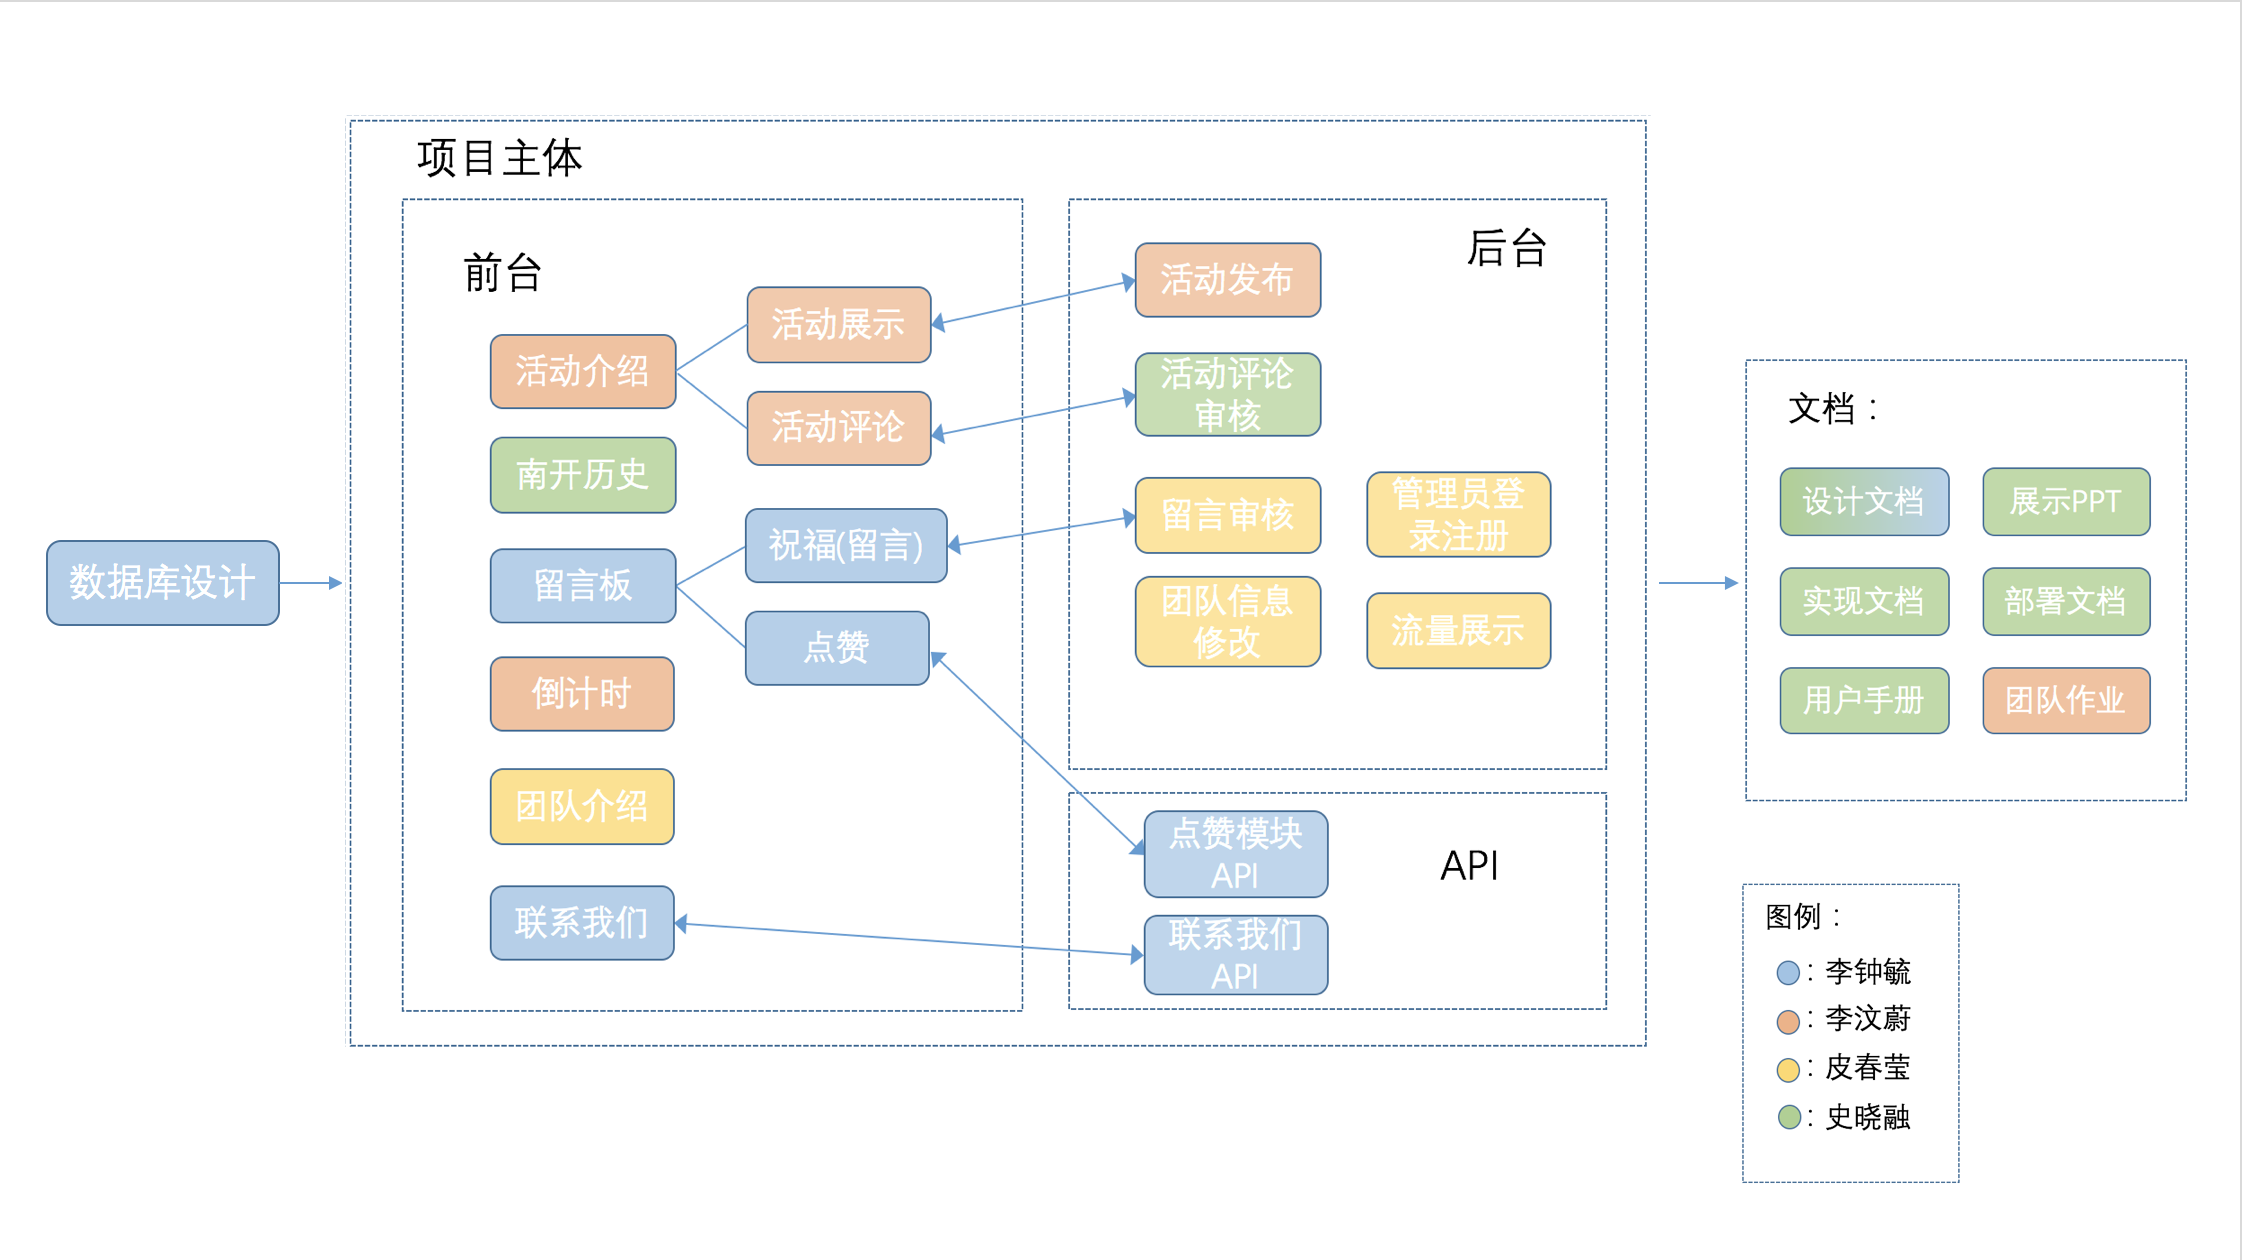 数据库设计
项目主体
前台
活动介绍
南开历史
留言板
倒计时
团队介绍
联系我们
活动展示
活动评论
祝福(留言)
点赞
后台
活动发布
活动评论
审核
留言审核
团队信息
修改
管理员登
录注册
流量展示
API
点赞模块
API
联系我们
API
文档：
设计文档
展示PPT
实现文档
部署文档
用户手册
团队作业
图例：
：李钟毓
：李汶蔚
：皮春莹
：史晓融